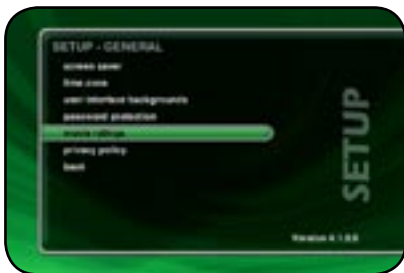 SETUP - GENERAL
screen saver
time zone
user interface backgrounds
password protection
movie ratings
privacy policy
back
SETUP